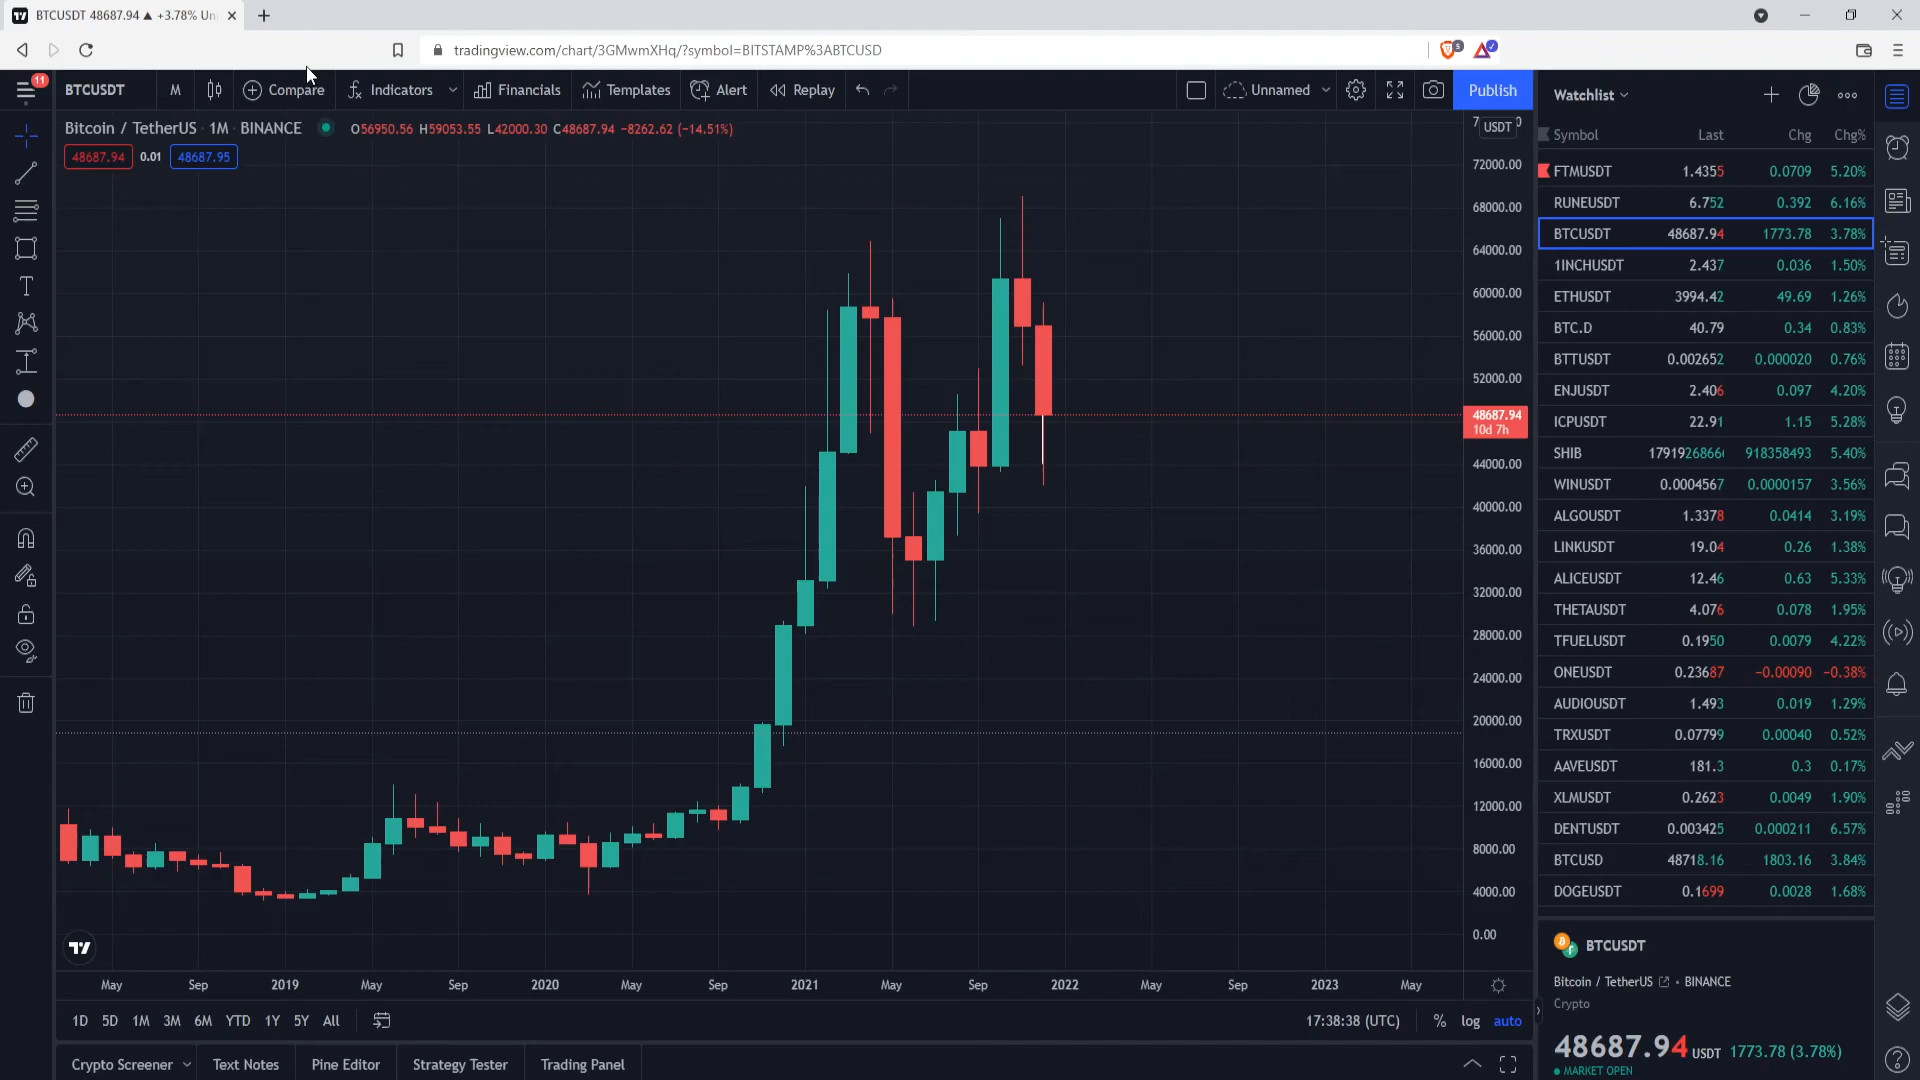 BTCUSDT 48687.94 ▲ +3.78% Un
tradingview.com/chart/3GMwmXHq/?symbol=BITSTAMP%3ABTCUSD
5
11
BTCUSDT M Compare Indicators Financials Templates Alert Replay Unnamed Publish
Bitcoin / TetherUS · 1M · BINANCE O56950.56 H59053.55 L42000.30 C48687.94 −8262.62 (−14.51%)
48687.94 0.01 48687.95
USDT
72000.00
68000.00
64000.00
60000.00
56000.00
52000.00
48687.94
10d 7h
44000.00
40000.00
36000.00
32000.00
28000.00
24000.00
20000.00
16000.00
12000.00
8000.00
4000.00
0.00
May Sep 2019 May Sep 2020 May Sep 2021 May Sep 2022 May Sep 2023 May
1D 5D 1M 3M 6M YTD 1Y 5Y All 17:38:38 (UTC) % log auto
Crypto Screener Text Notes Pine Editor Strategy Tester Trading Panel
Watchlist
Symbol Last Chg Chg%
FTMUSDT 1.4355 0.0709 5.20%
RUNEUSDT 6.752 0.392 6.16%
BTCUSDT 48687.94 1773.78 3.78%
1INCHUSDT 2.437 0.036 1.50%
ETHUSDT 3994.42 49.69 1.26%
BTC.D 40.79 0.34 0.83%
BTTUSDT 0.002652 0.000020 0.76%
ENJUSDT 2.406 0.097 4.20%
ICPUSDT 22.91 1.15 5.28%
SHIB 1791926866 918358493 5.40%
WINUSDT 0.0004567 0.0000157 3.56%
ALGOUSDT 1.3378 0.0414 3.19%
LINKUSDT 19.04 0.26 1.38%
ALICEUSDT 12.46 0.63 5.33%
THETAUSDT 4.076 0.078 1.95%
TFUELUSDT 0.1950 0.0079 4.22%
ONEUSDT 0.23687 −0.00090 −0.38%
AUDIOUSDT 1.493 0.019 1.29%
TRXUSDT 0.07799 0.00040 0.52%
AAVEUSDT 181.3 0.3 0.17%
XLMUSDT 0.2623 0.0049 1.90%
DENTUSDT 0.003425 0.000211 6.57%
BTCUSD 48718.16 1803.16 3.84%
DOGEUSDT 0.1699 0.0028 1.68%
BTCUSDT
Bitcoin / TetherUS • BINANCE
Crypto
48687.94 USDT 1773.78 (3.78%)
MARKET OPEN